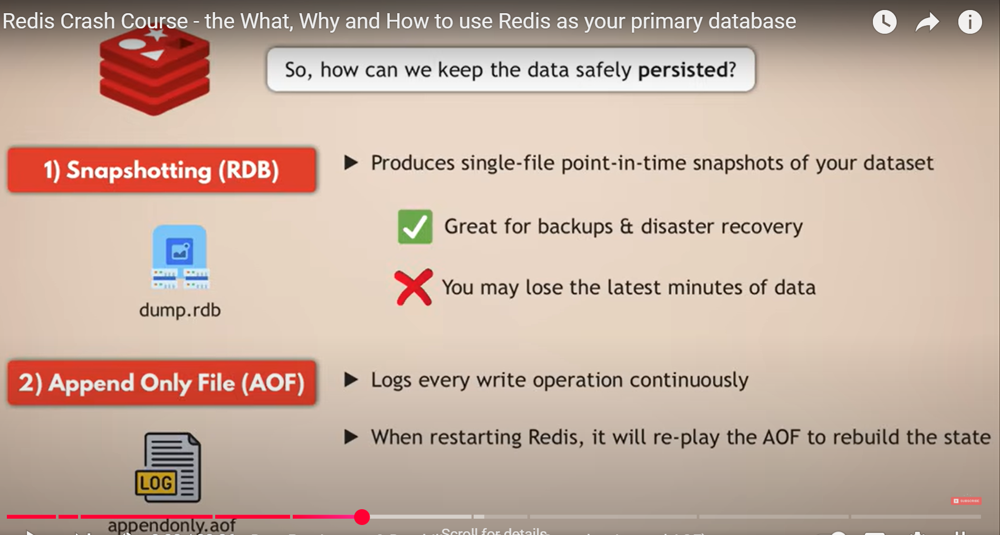 Redis Crash Course - the What, Why and How to use Redis as your primary database
So, how can we keep the data safely persisted?
1) Snapshotting (RDB)
► Produces single-file point-in-time snapshots of your dataset
Great for backups & disaster recovery
You may lose the latest minutes of data
dump.rdb
2) Append Only File (AOF)
► Logs every write operation continuously
► When restarting Redis, it will re-play the AOF to rebuild the state
LOG
SUBSCRIBE
appendonly.aof
Scroll for details